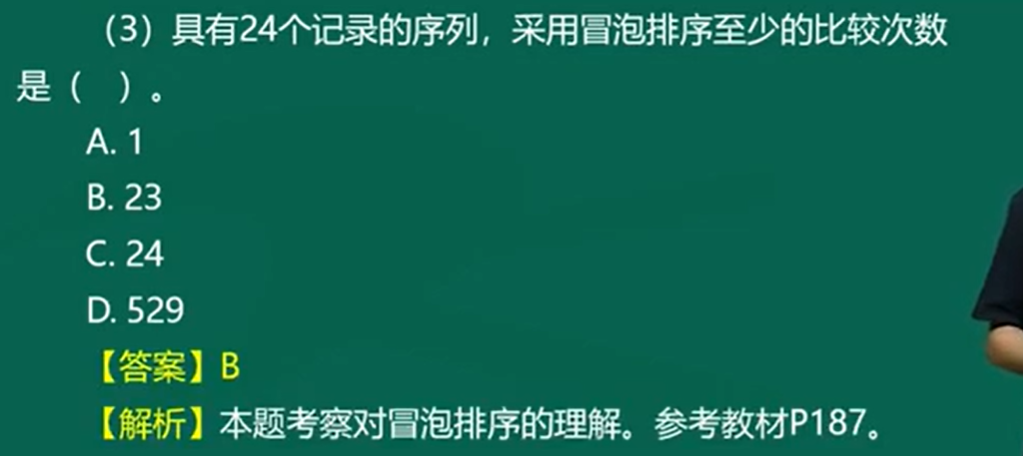 （3）具有24个记录的序列，采用冒泡排序至少的比较次数
是（ ）。
A. 1
B. 23
C. 24
D. 529
【答案】B
【解析】本题考察对冒泡排序的理解。参考教材P187。